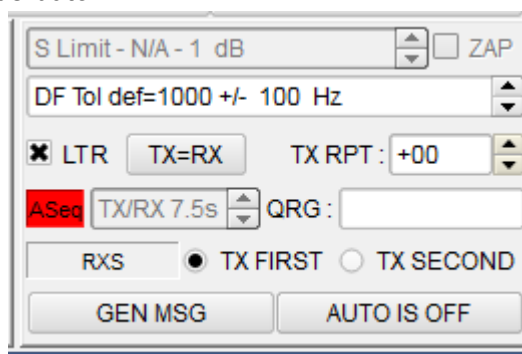 S Limit - N/A - 1 dB ZAP
DF Tol def=1000 +/- 100 Hz
LTR TX=RX TX RPT : +00
ASeq TX/RX 7.5s QRG :
RXS TX FIRST TX SECOND
GEN MSG AUTO IS OFF